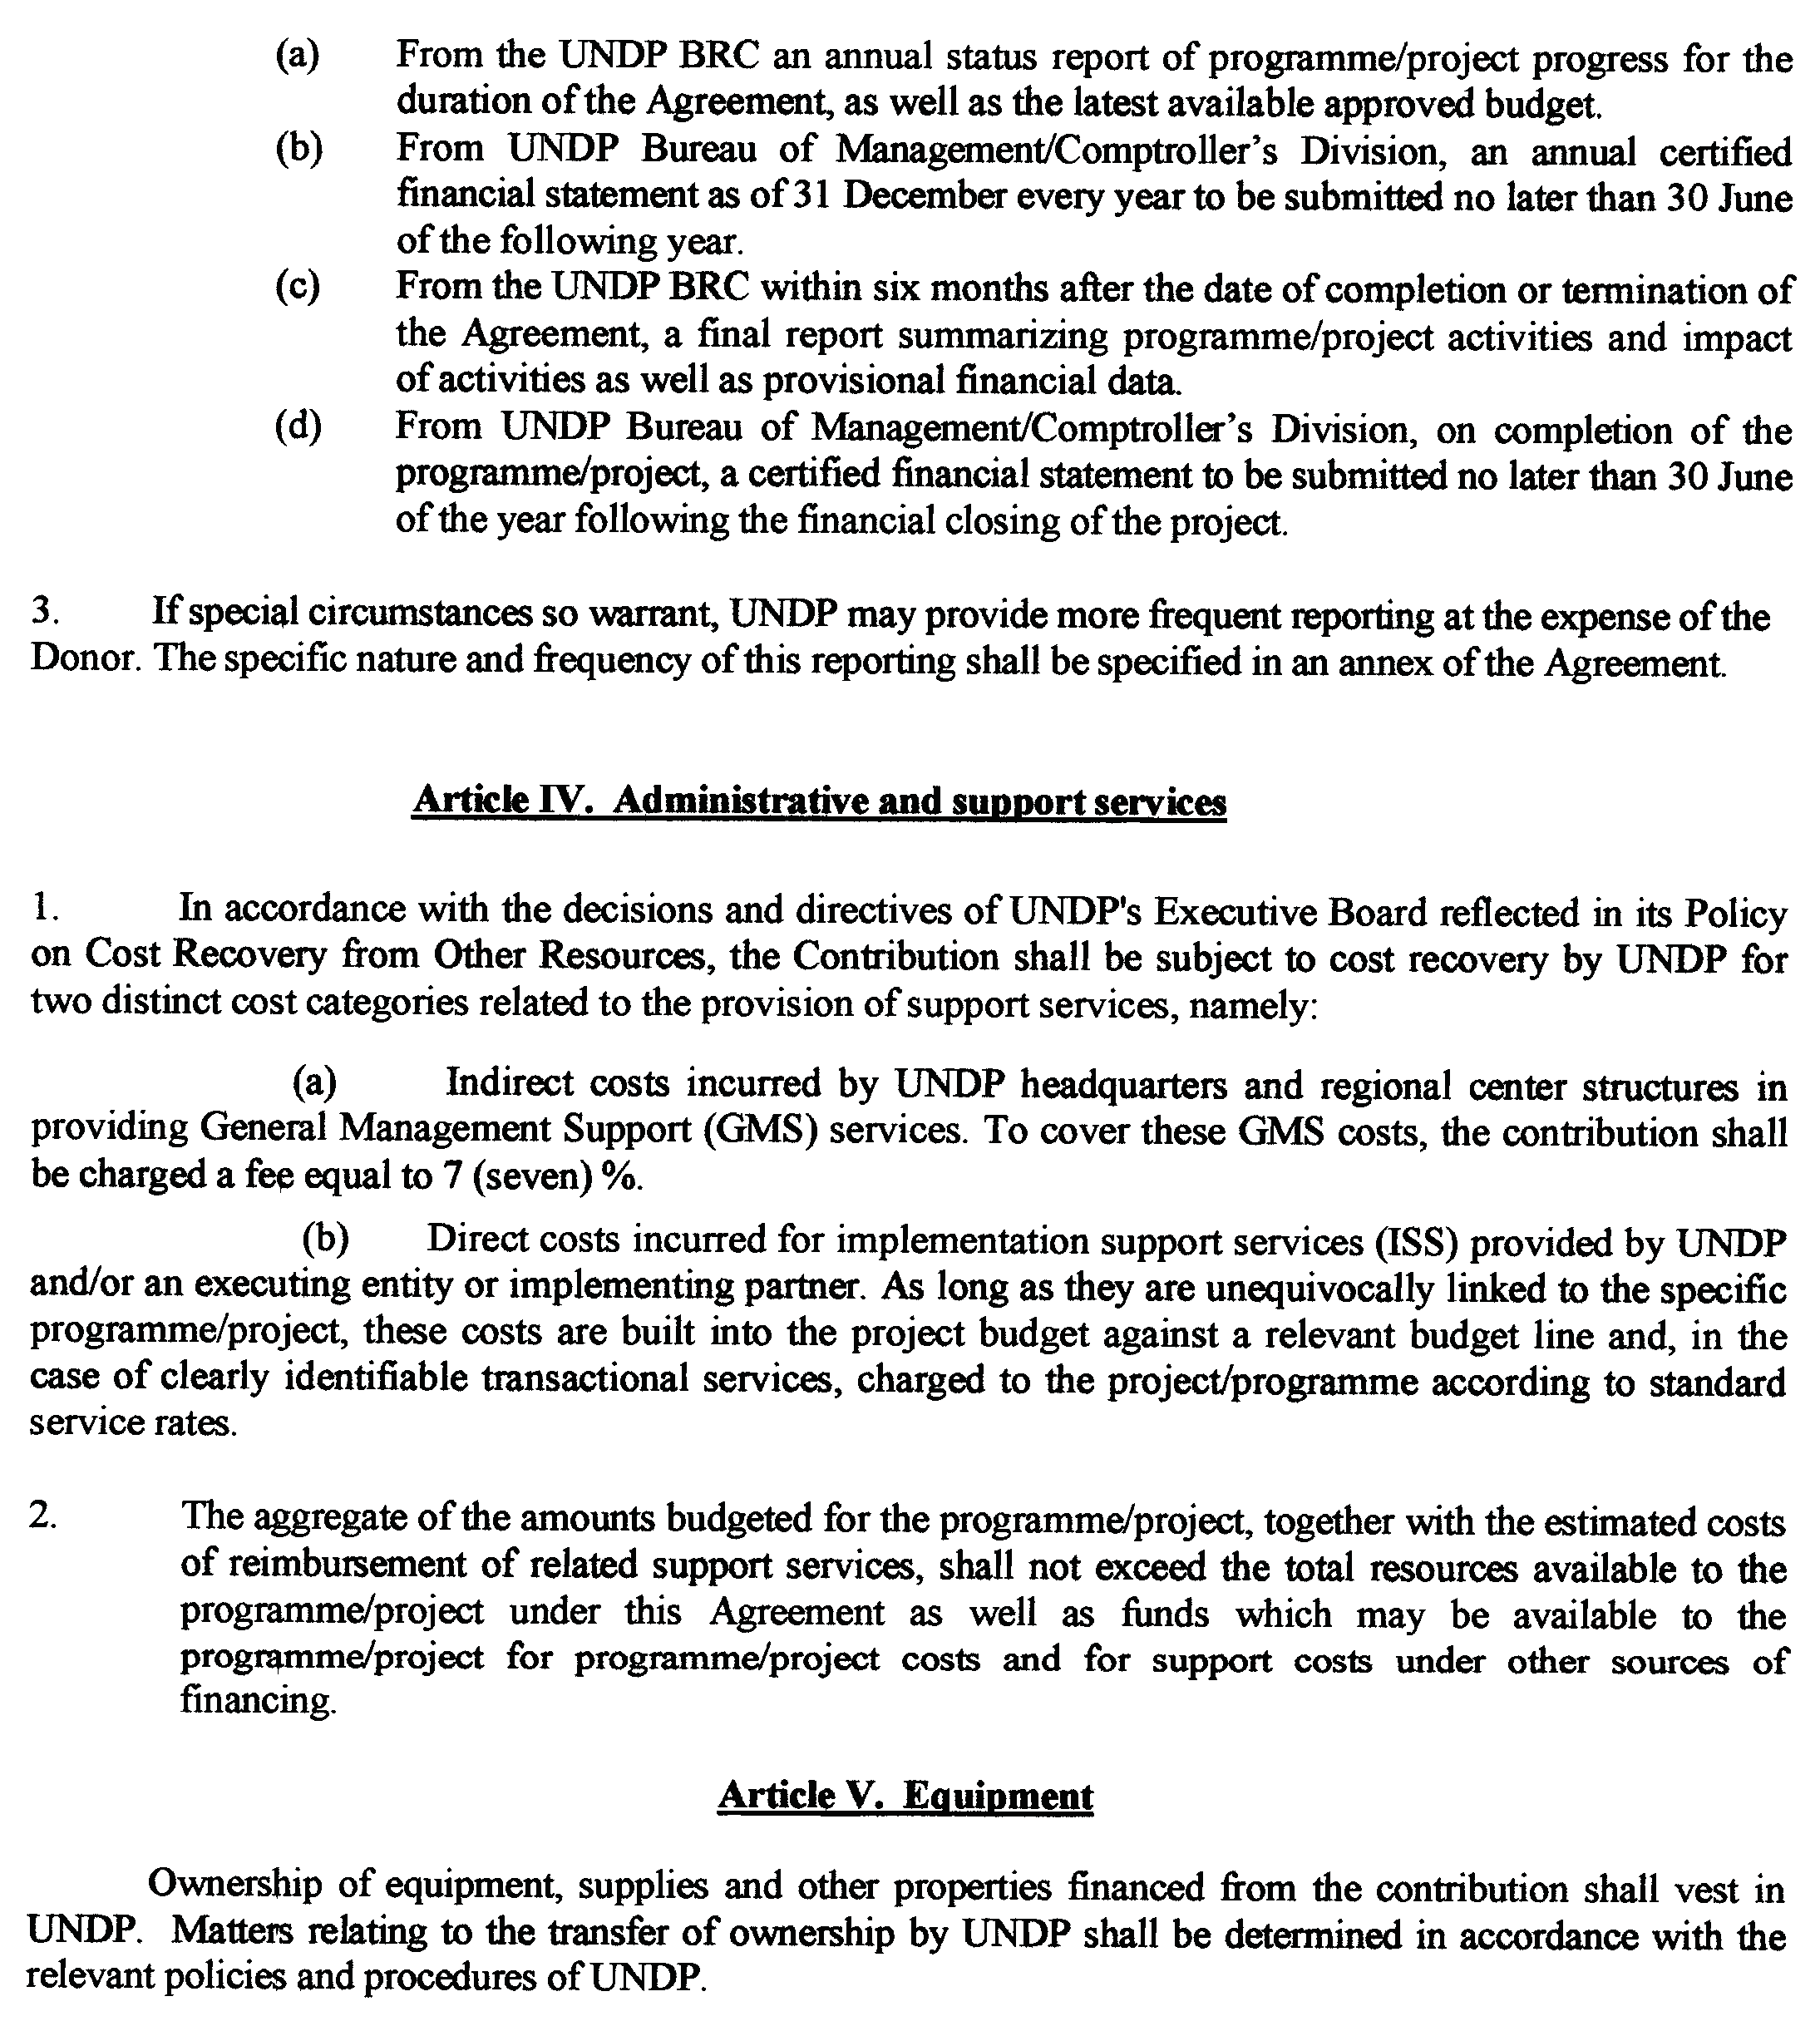 (a) From the UNDP BRC an annual status report of programme/project progress for the
duration of the Agreement, as well as the latest available approved budget.
(b) From UNDP Bureau of Management/Comptroller's Division, an annual certified
financial statement as of 31 December every year to be submitted no later than 30 June
of the following year.
(c) From the UNDP BRC within six months after the date of completion or termination of
the Agreement, a final report summarizing programme/project activities and impact
of activities as well as provisional financial data.
(d) From UNDP Bureau of Management/Comptroller's Division, on completion of the
programme/project, a certified financial statement to be submitted no later than 30 June
of the year following the financial closing of the project.
3. If special circumstances so warrant, UNDP may provide more frequent reporting at the expense of the
Donor. The specific nature and frequency of this reporting shall be specified in an annex of the Agreement.
Article IV. Administrative and support services
1. In accordance with the decisions and directives of UNDP's Executive Board reflected in its Policy
on Cost Recovery from Other Resources, the Contribution shall be subject to cost recovery by UNDP for
two distinct cost categories related to the provision of support services, namely:
(a) Indirect costs incurred by UNDP headquarters and regional center structures in
providing General Management Support (GMS) services. To cover these GMS costs, the contribution shall
be charged a fee equal to 7 (seven) %.
(b) Direct costs incurred for implementation support services (ISS) provided by UNDP
and/or an executing entity or implementing partner. As long as they are unequivocally linked to the specific
programme/project, these costs are built into the project budget against a relevant budget line and, in the
case of clearly identifiable transactional services, charged to the project/programme according to standard
service rates.
2. The aggregate of the amounts budgeted for the programme/project, together with the estimated costs
of reimbursement of related support services, shall not exceed the total resources available to the
programme/project under this Agreement as well as funds which may be available to the
programme/project for programme/project costs and for support costs under other sources of
financing.
Article V. Equipment
Ownership of equipment, supplies and other properties financed from the contribution shall vest in
UNDP. Matters relating to the transfer of ownership by UNDP shall be determined in accordance with the
relevant policies and procedures of UNDP.